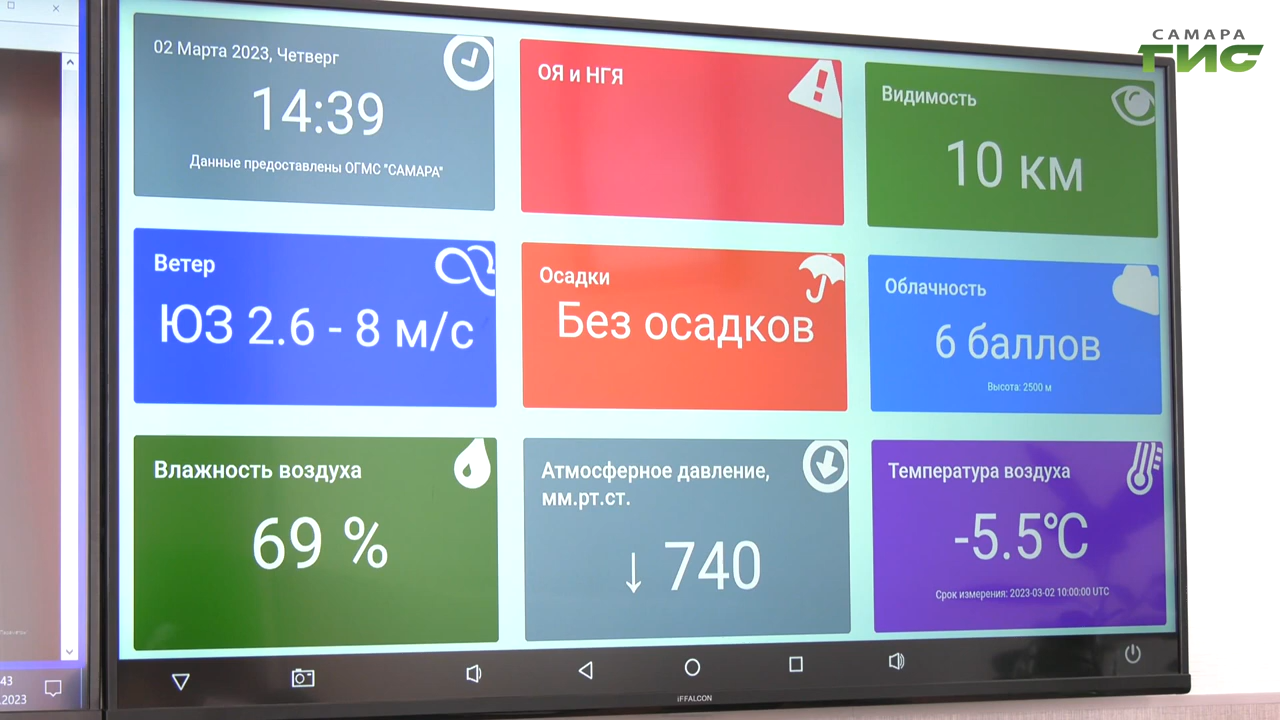 САМАРА
ГИС
02 Марта 2023, Четверг
14:39
Данные предоставлены ОГМС "САМАРА"
ОЯ и НГЯ
Видимость
10 км
Ветер
ЮЗ 2.6 - 8 м/с
Осадки
Без осадков
Облачность
6 баллов
Высота: 2500 м
Влажность воздуха
69 %
Атмосферное давление,
мм.рт.ст.
↓ 740
Температура воздуха
-5.5°C
Срок измерения: 2023-03-02 10:00:00 UTC
43
.2023
iFFALCON